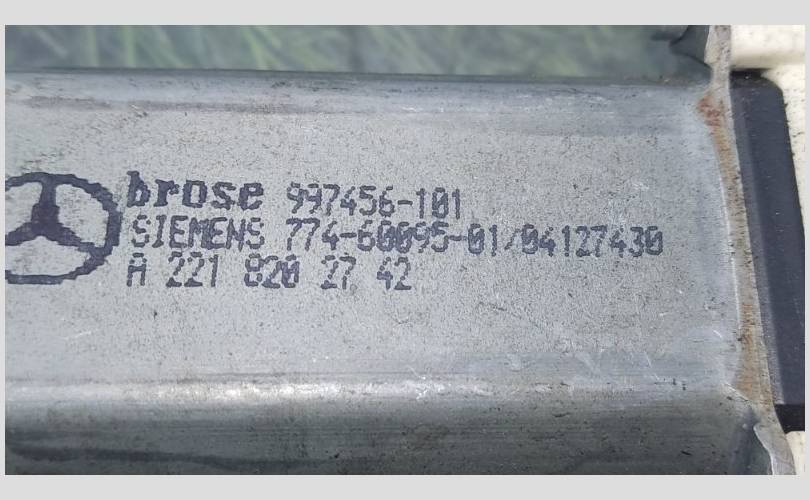 brose 997456-101
SIEMENS 774-60095-01/04127430
A 221 820 27 42